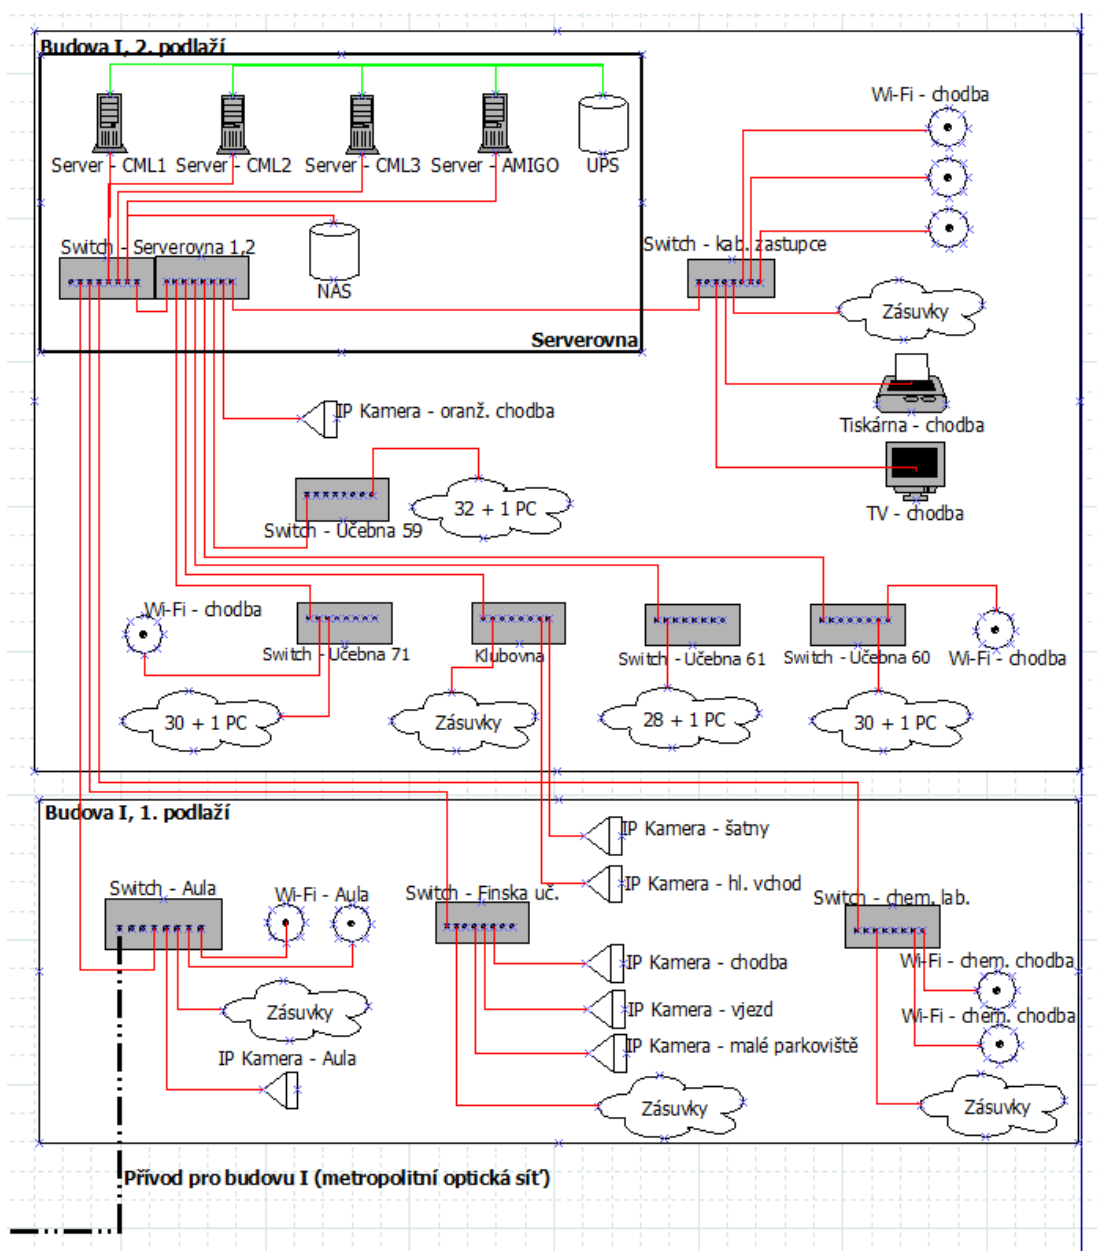 Budova I, 2. podlaží
Wi-Fi - chodba
Server - CML1
Server - CML2
Server - CML3
Server - AMIGO
UPS
Switch - Serverovna 1,2
Switch - kab. zastupce
NAS
Zásuvky
Serverovna
IP Kamera - oranž. chodba
Tiskárna - chodba
32 + 1 PC
TV - chodba
Switch - Učebna 59
Wi-Fi - chodba
Switch - Učebna 71
Klubovna
Switch - Učebna 61
Switch - Učebna 60
Wi-Fi - chodba
30 + 1 PC
Zásuvky
28 + 1 PC
30 + 1 PC
Budova I, 1. podlaží
IP Kamera - šatny
Switch - Aula
Wi-Fi - Aula
Switch - Finska uč.
IP Kamera - hl. vchod
Switch - chem. lab.
IP Kamera - chodba
Wi-Fi - chem. chodba
Zásuvky
IP Kamera - vjezd
Wi-Fi - chem. chodba
IP Kamera - Aula
IP Kamera - malé parkoviště
Zásuvky
Zásuvky
Přívod pro budovu I (metropolitní optická síť)